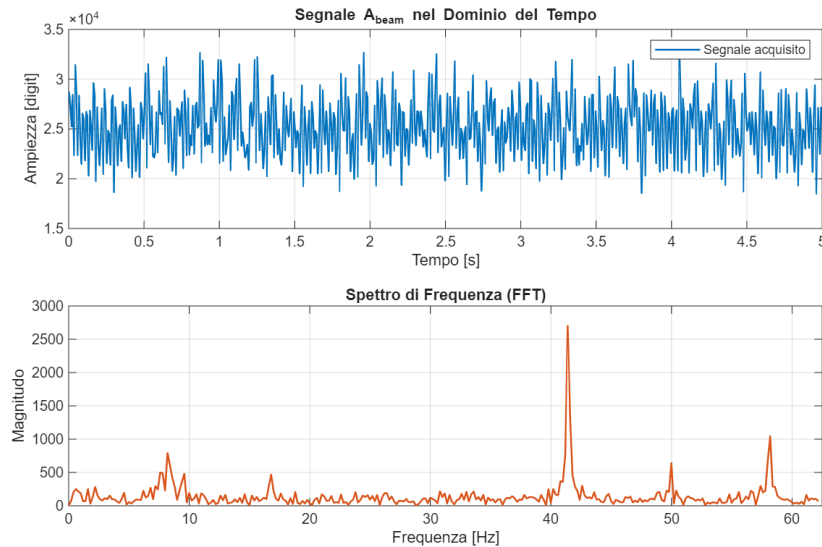 Segnale A_beam nel Dominio del Tempo
×10⁴
3.5
3
2.5
2
1.5
Ampiezza [digit]
Segnale acquisito
0 0.5 1 1.5 2 2.5 3 3.5 4 4.5 5
Tempo [s]
Spettro di Frequenza (FFT)
3000
2500
2000
1500
1000
500
0
Magnitudo
0 10 20 30 40 50 60
Frequenza [Hz]